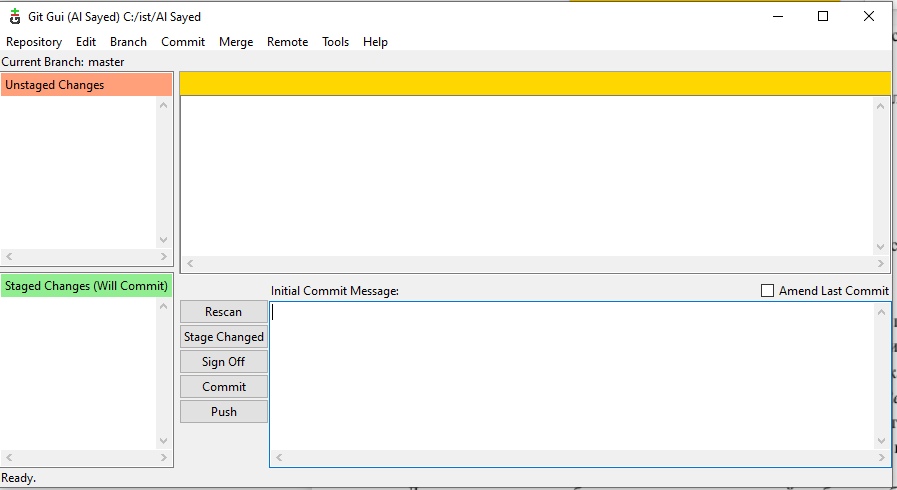 Git Gui (Al Sayed) C:/ist/Al Sayed
Repository Edit Branch Commit Merge Remote Tools Help
Current Branch: master
Unstaged Changes
Staged Changes (Will Commit)
Initial Commit Message:
Amend Last Commit
Rescan
Stage Changed
Sign Off
Commit
Push
Ready.